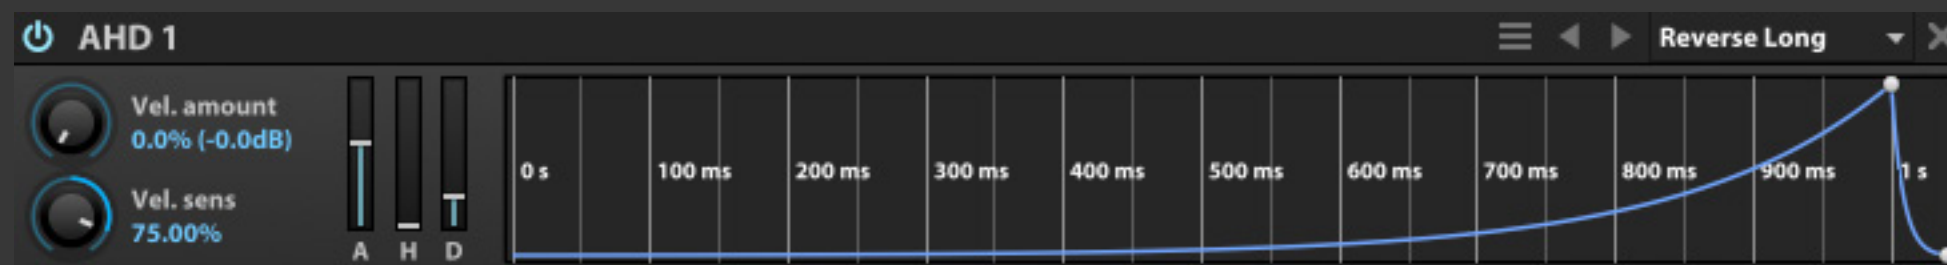 AHD 1
Reverse Long
Vel. amount
0.0% (-0.0dB)
Vel. sens
75.00%
A H D
0 s 100 ms 200 ms 300 ms 400 ms 500 ms 600 ms 700 ms 800 ms 900 ms 1 s